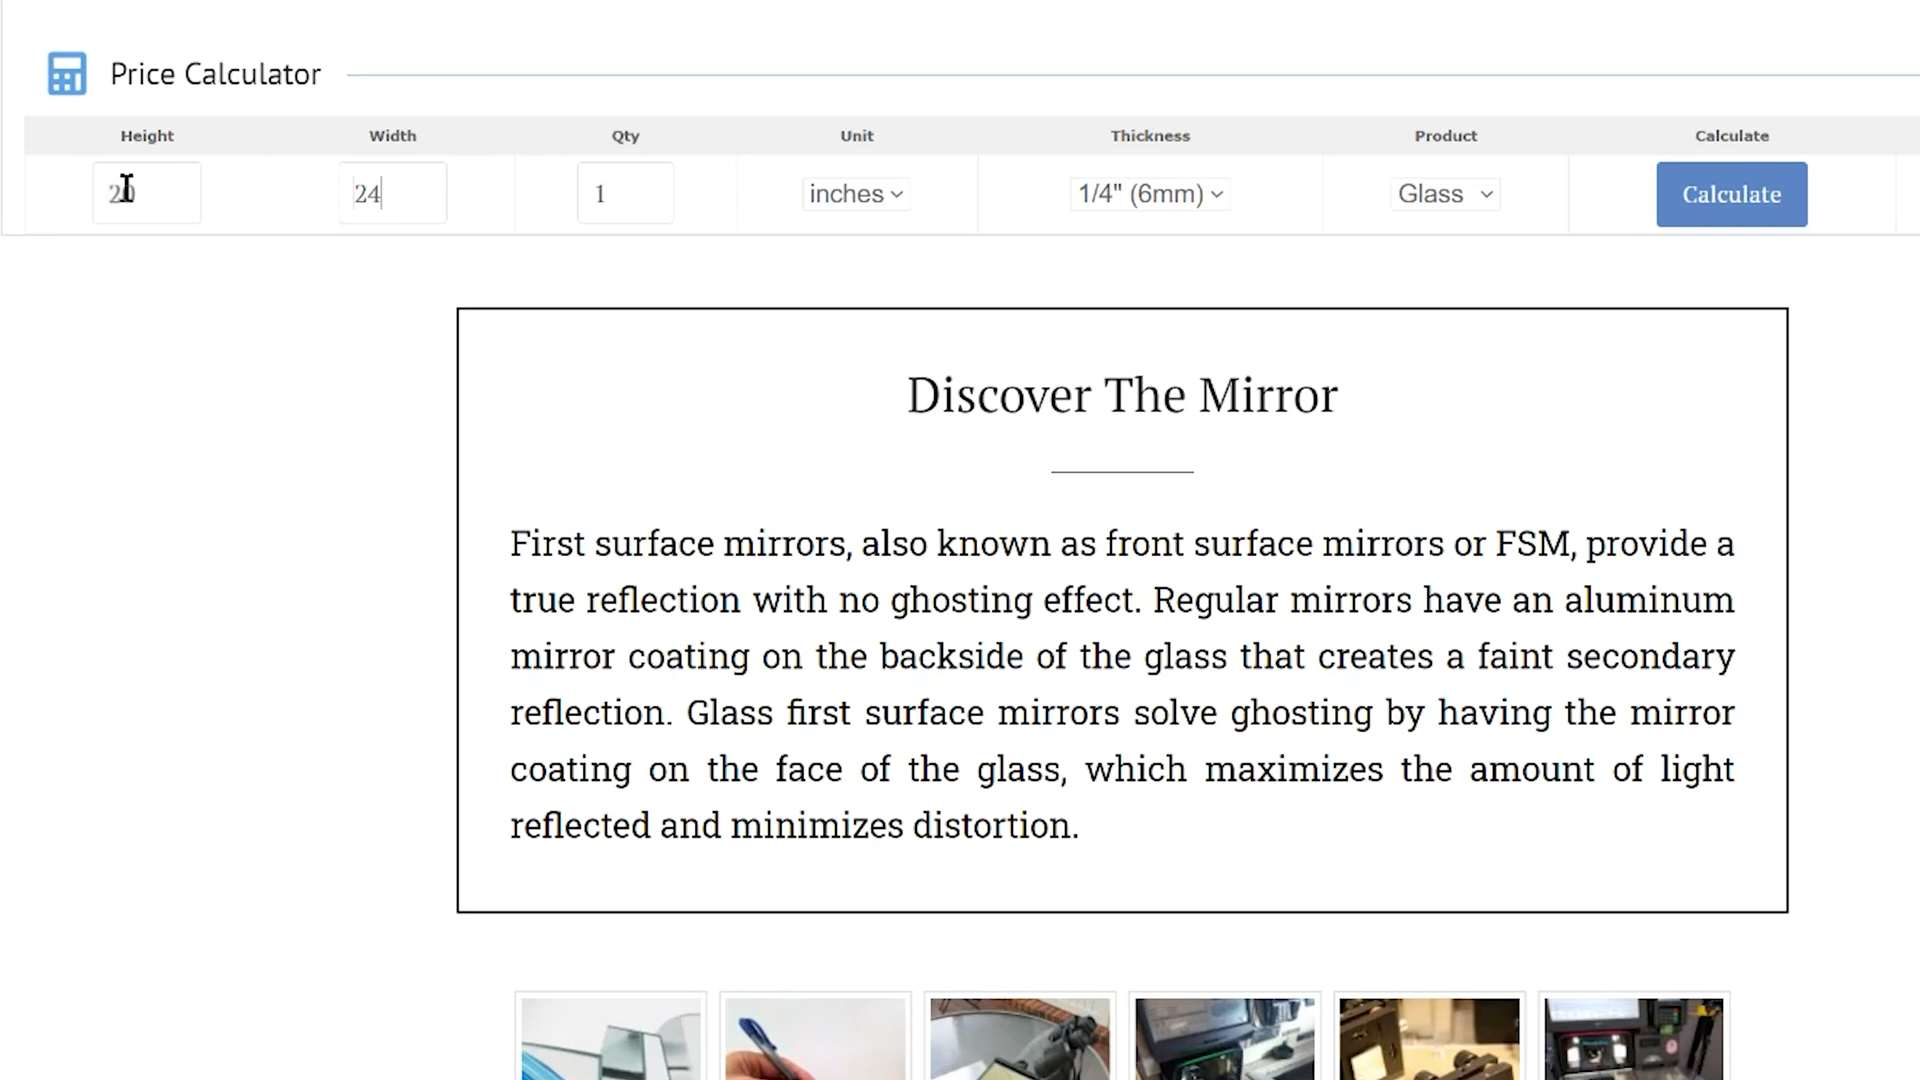 Price Calculator
Height Width Qty Unit Thickness Product Calculate
20 24 1 inches 1/4" (6mm) Glass Calculate
Discover The Mirror
First surface mirrors, also known as front surface mirrors or FSM, provide a
true reflection with no ghosting effect. Regular mirrors have an aluminum
mirror coating on the backside of the glass that creates a faint secondary
reflection. Glass first surface mirrors solve ghosting by having the mirror
coating on the face of the glass, which maximizes the amount of light
reflected and minimizes distortion.